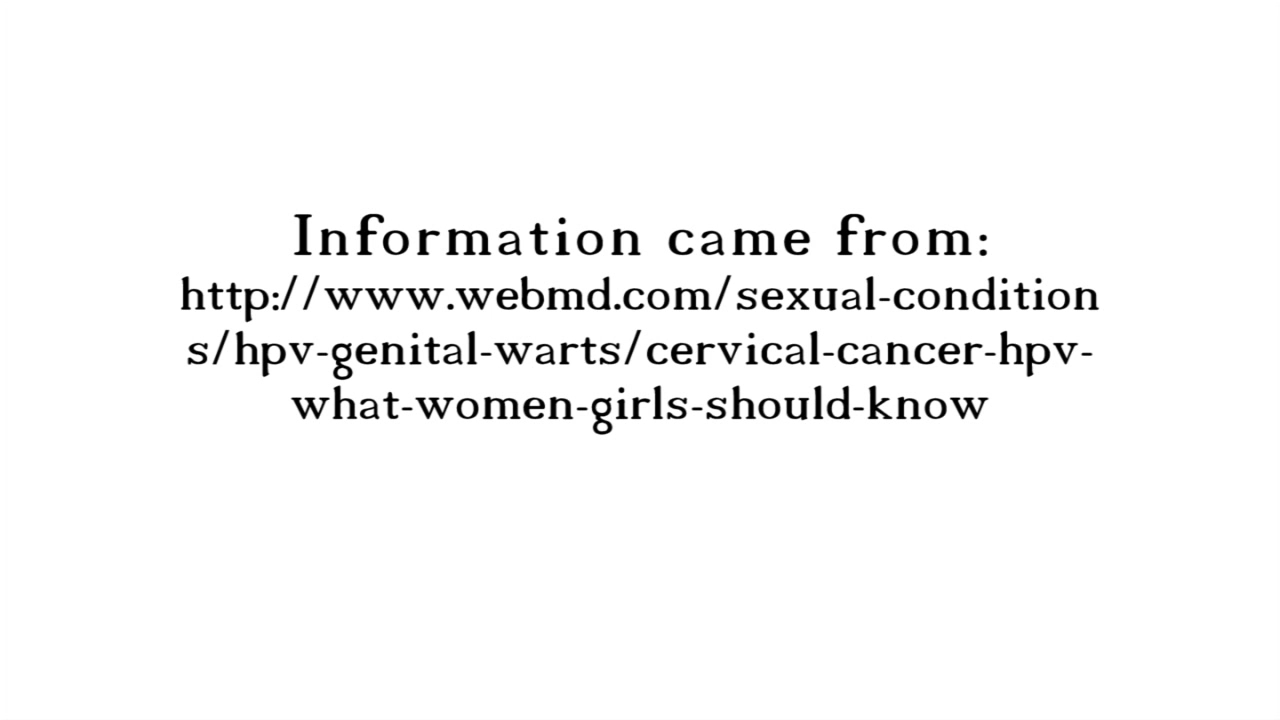 Information came from:
http://www.webmd.com/sexual-condition
s/hpv-genital-warts/cervical-cancer-hpv-
what-women-girls-should-know